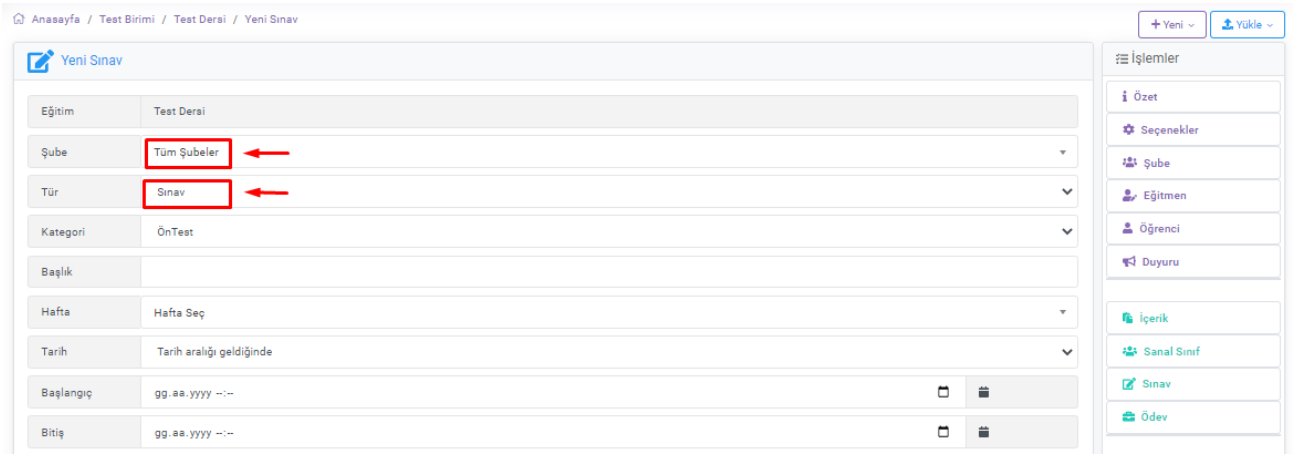 Anasayfa / Test Birimi / Test Dersi / Yeni Sınav
Yeni
Yükle
Yeni Sınav
Eğitim Test Dersi
Şube Tüm Şubeler
Tür Sınav
Kategori ÖnTest
Başlık
Hafta Hafta Seç
Tarih Tarih aralığı geldiğinde
Başlangıç gg.aa.yyyy --:--
Bitiş gg.aa.yyyy --:--
İşlemler
Özet
Seçenekler
Şube
Eğitmen
Öğrenci
Duyuru
İçerik
Sanal Sınıf
Sınav
Ödev